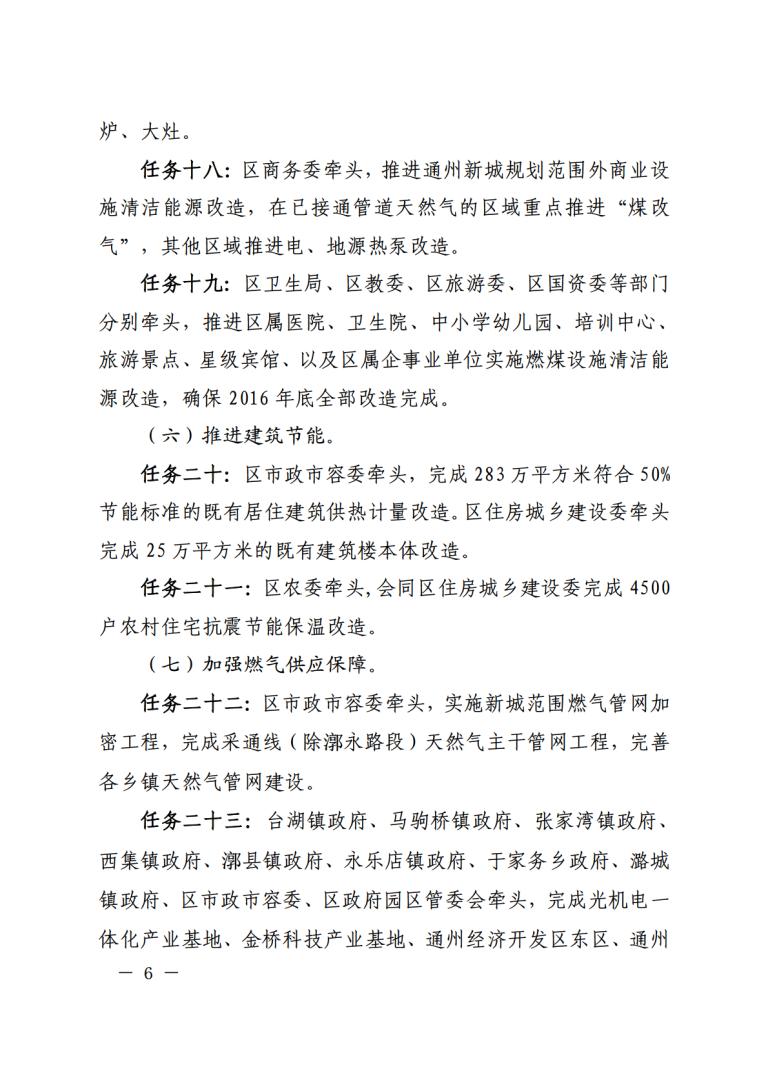 炉、大灶。
任务十八：区商务委牵头，推进通州新城规划范围外商业设
施清洁能源改造，在已接通管道天然气的区域重点推进“煤改
气”，其他区域推进电、地源热泵改造。
任务十九：区卫生局、区教委、区旅游委、区国资委等部门
分别牵头，推进区属医院、卫生院、中小学幼儿园、培训中心、
旅游景点、星级宾馆、以及区属企事业单位实施燃煤设施清洁能
源改造，确保 2016 年底全部改造完成。
（六）推进建筑节能。
任务二十：区市政市容委牵头，完成 283 万平方米符合 50%
节能标准的既有居住建筑供热计量改造。区住房城乡建设委牵头
完成 25 万平方米的既有建筑楼本体改造。
任务二十一：区农委牵头,会同区住房城乡建设委完成 4500
户农村住宅抗震节能保温改造。
（七）加强燃气供应保障。
任务二十二：区市政市容委牵头，实施新城范围燃气管网加
密工程，完成采通线（除漷永路段）天然气主干管网工程，完善
各乡镇天然气管网建设。
任务二十三：台湖镇政府、马驹桥镇政府、张家湾镇政府、
西集镇政府、漷县镇政府、永乐店镇政府、于家务乡政府、潞城
镇政府、区市政市容委、区政府园区管委会牵头，完成光机电一
体化产业基地、金桥科技产业基地、通州经济开发区东区、通州
— 6 —